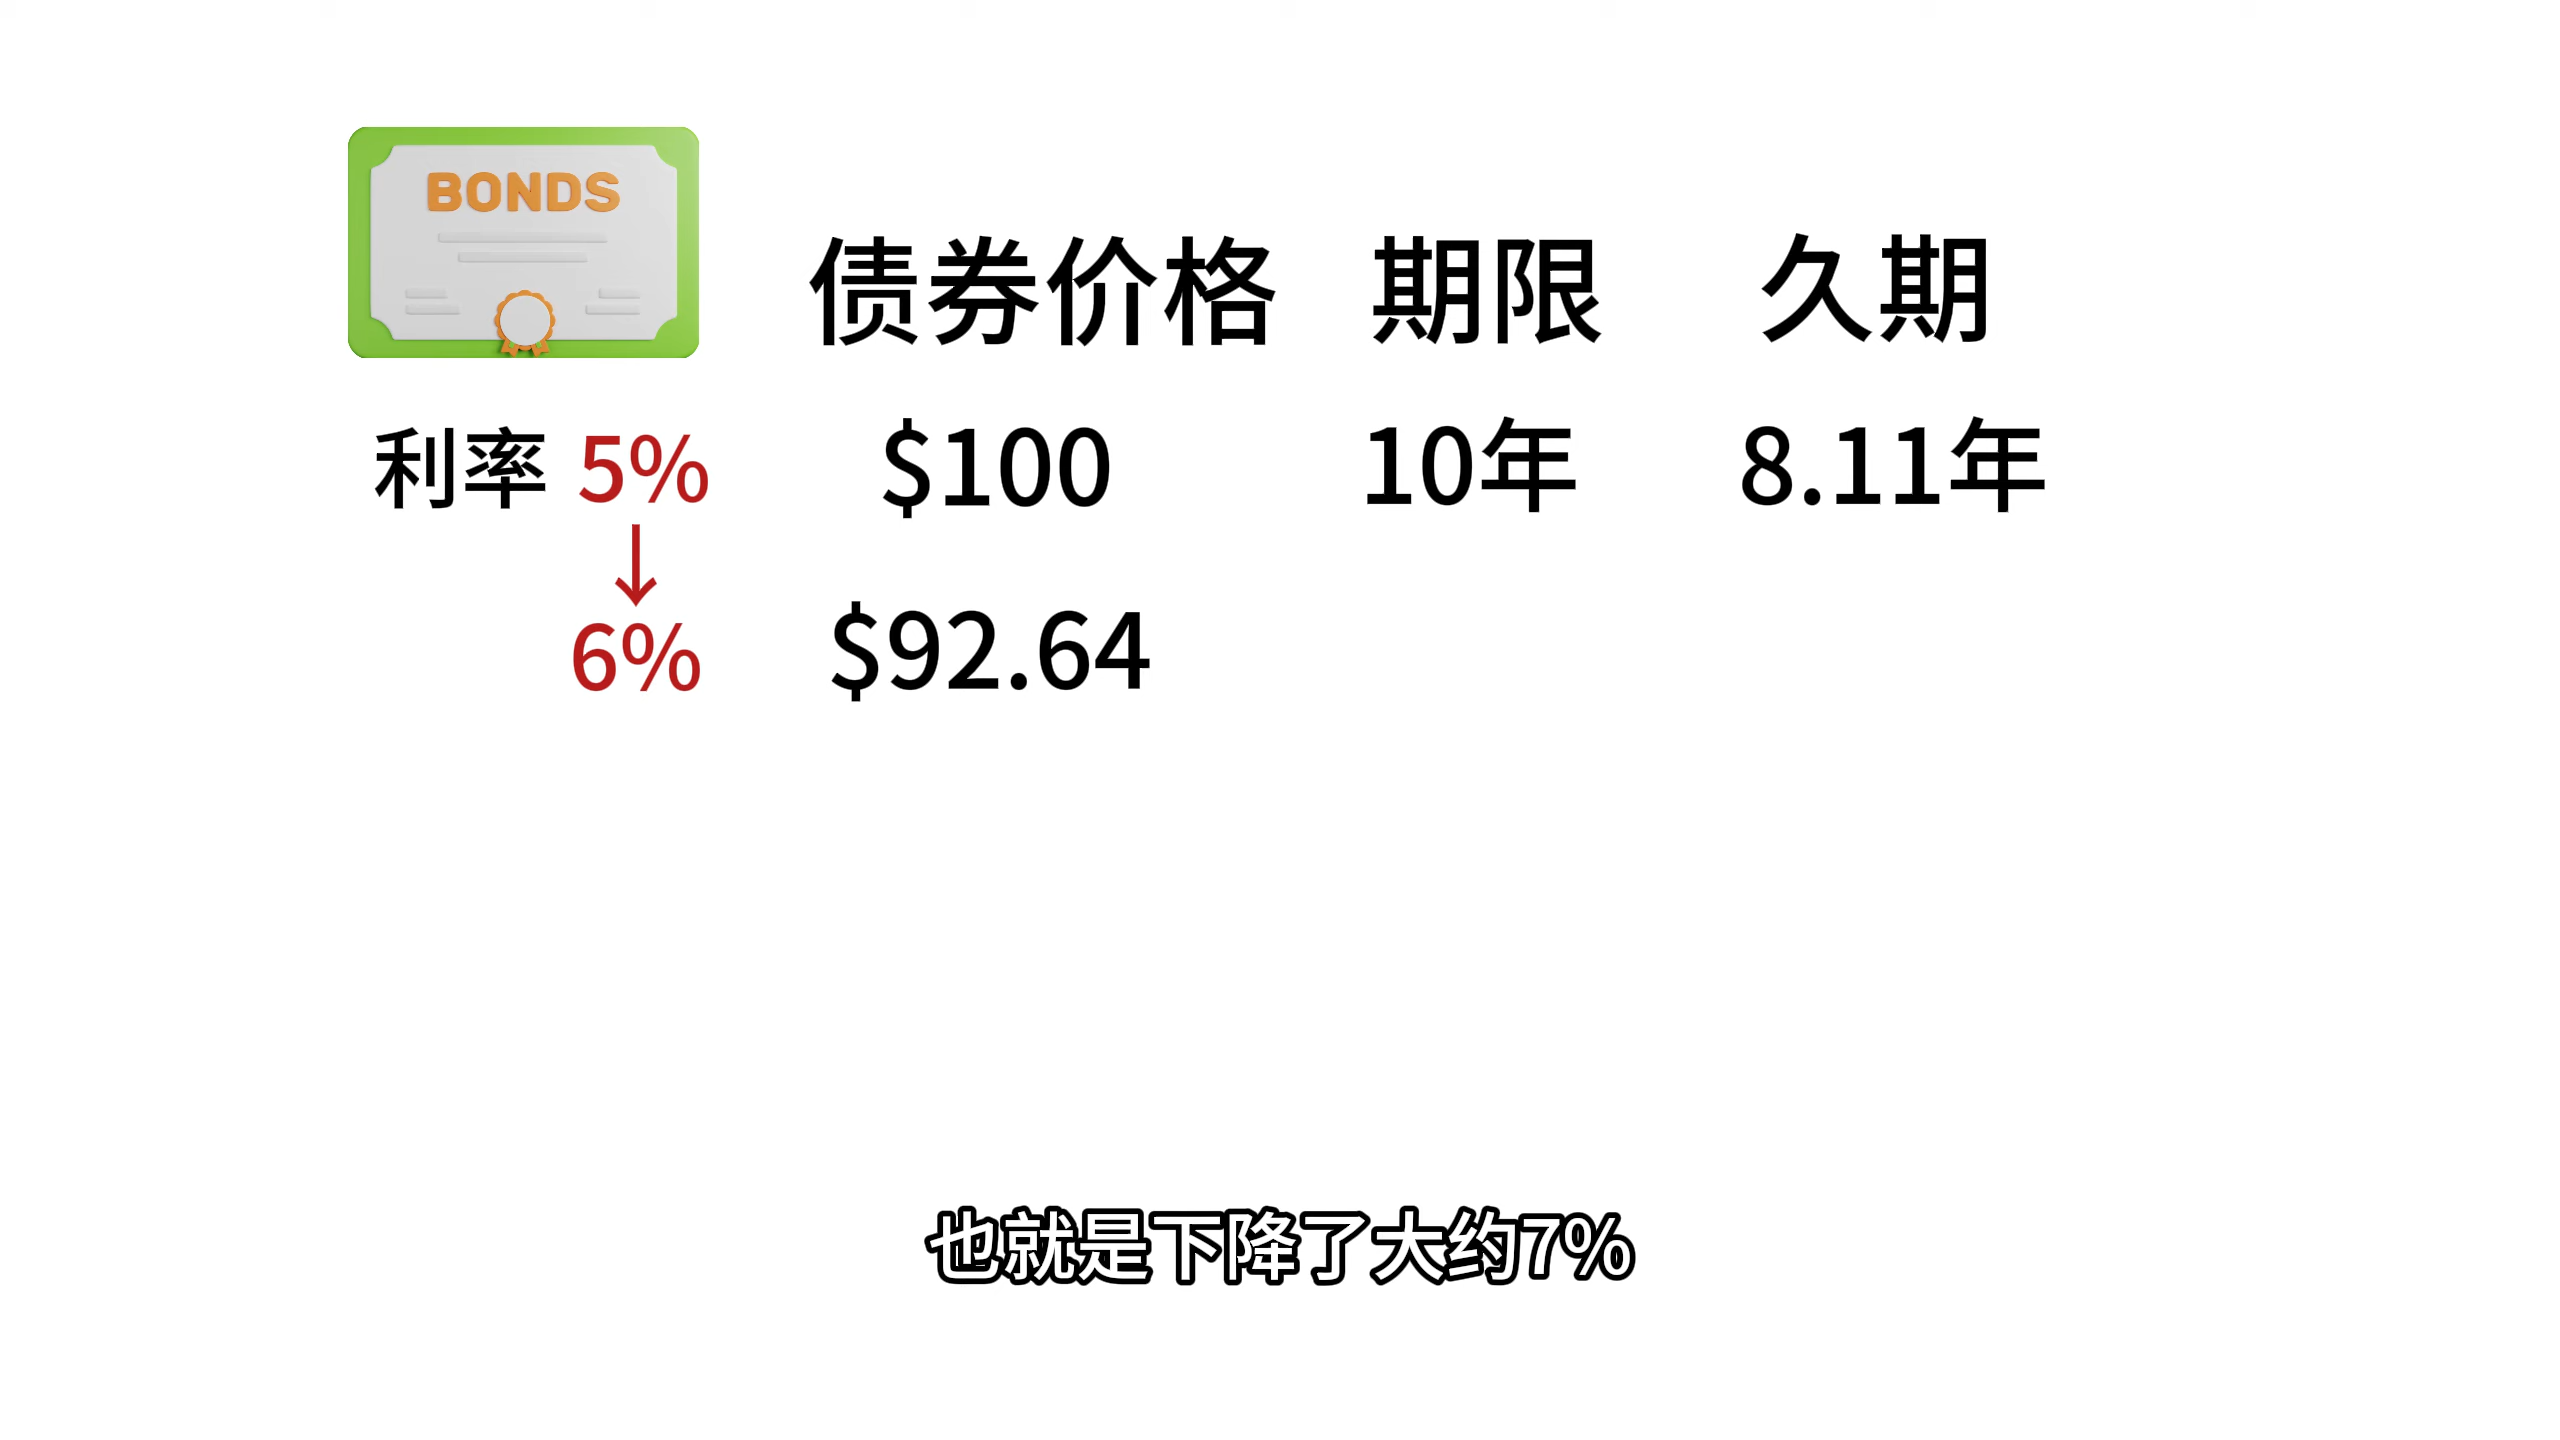 BONDS
债券价格 期限 久期
利率 5% $100 10年 8.11年
↓
6% $92.64
也就是下降了大约7%